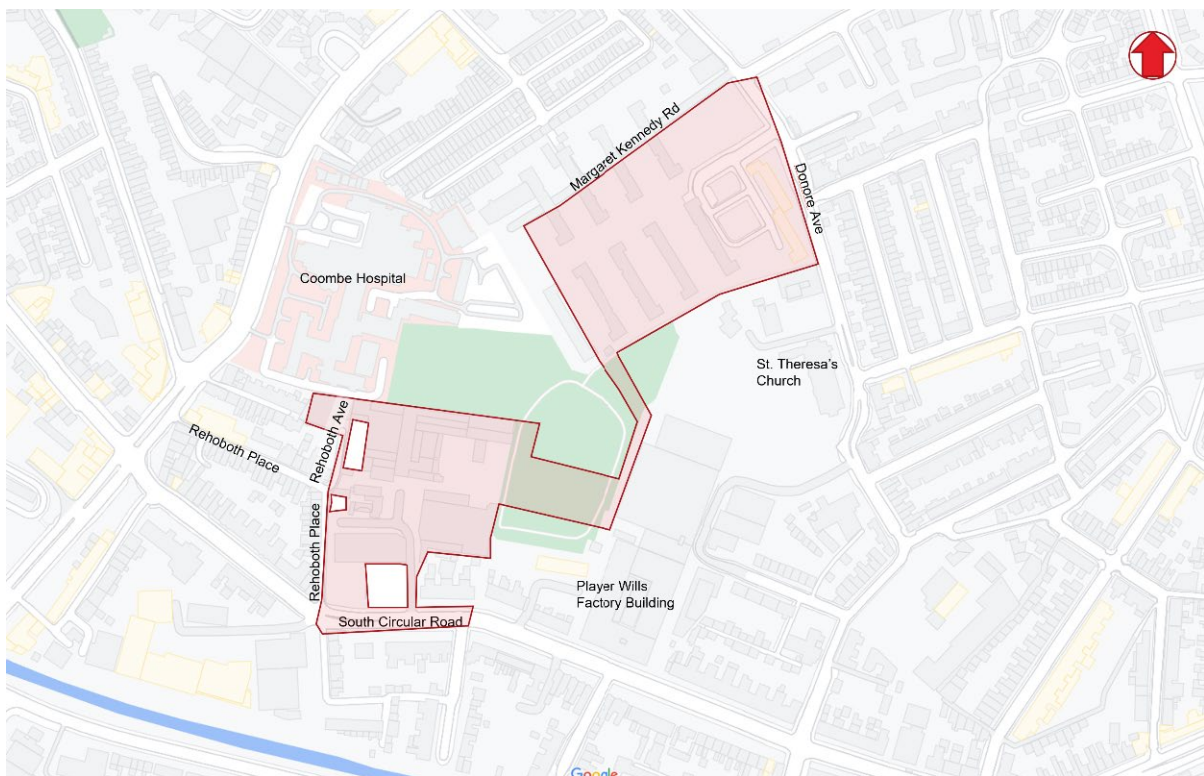 Margaret Kennedy Rd
Donore Ave
Coombe Hospital
St. Theresa's
Church
Rehoboth Place
Rehoboth Ave
Rehoboth Place
Player Wills
Factory Building
South Circular Road
Google